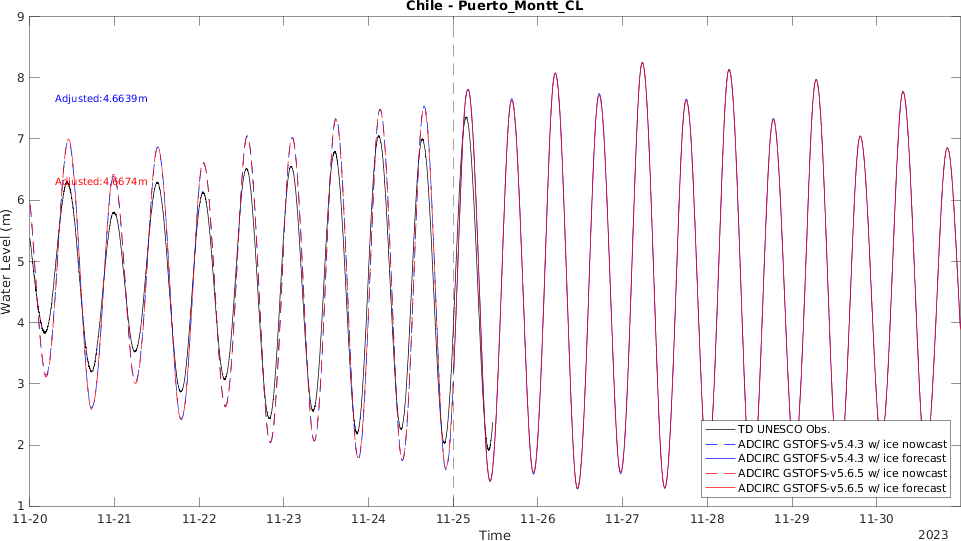 Chile - Puerto_Montt_CL
9
8
7
6
5
4
3
2
1
Water Level (m)
Adjusted:4.6639m
Adjusted:4.6674m
TD UNESCO Obs.
ADCIRC GSTOFS-v5.4.3 w/ ice nowcast
ADCIRC GSTOFS-v5.4.3 w/ ice forecast
ADCIRC GSTOFS-v5.6.5 w/ ice nowcast
ADCIRC GSTOFS-v5.6.5 w/ ice forecast
11-20 11-21 11-22 11-23 11-24 11-25 11-26 11-27 11-28 11-29 11-30
Time
2023